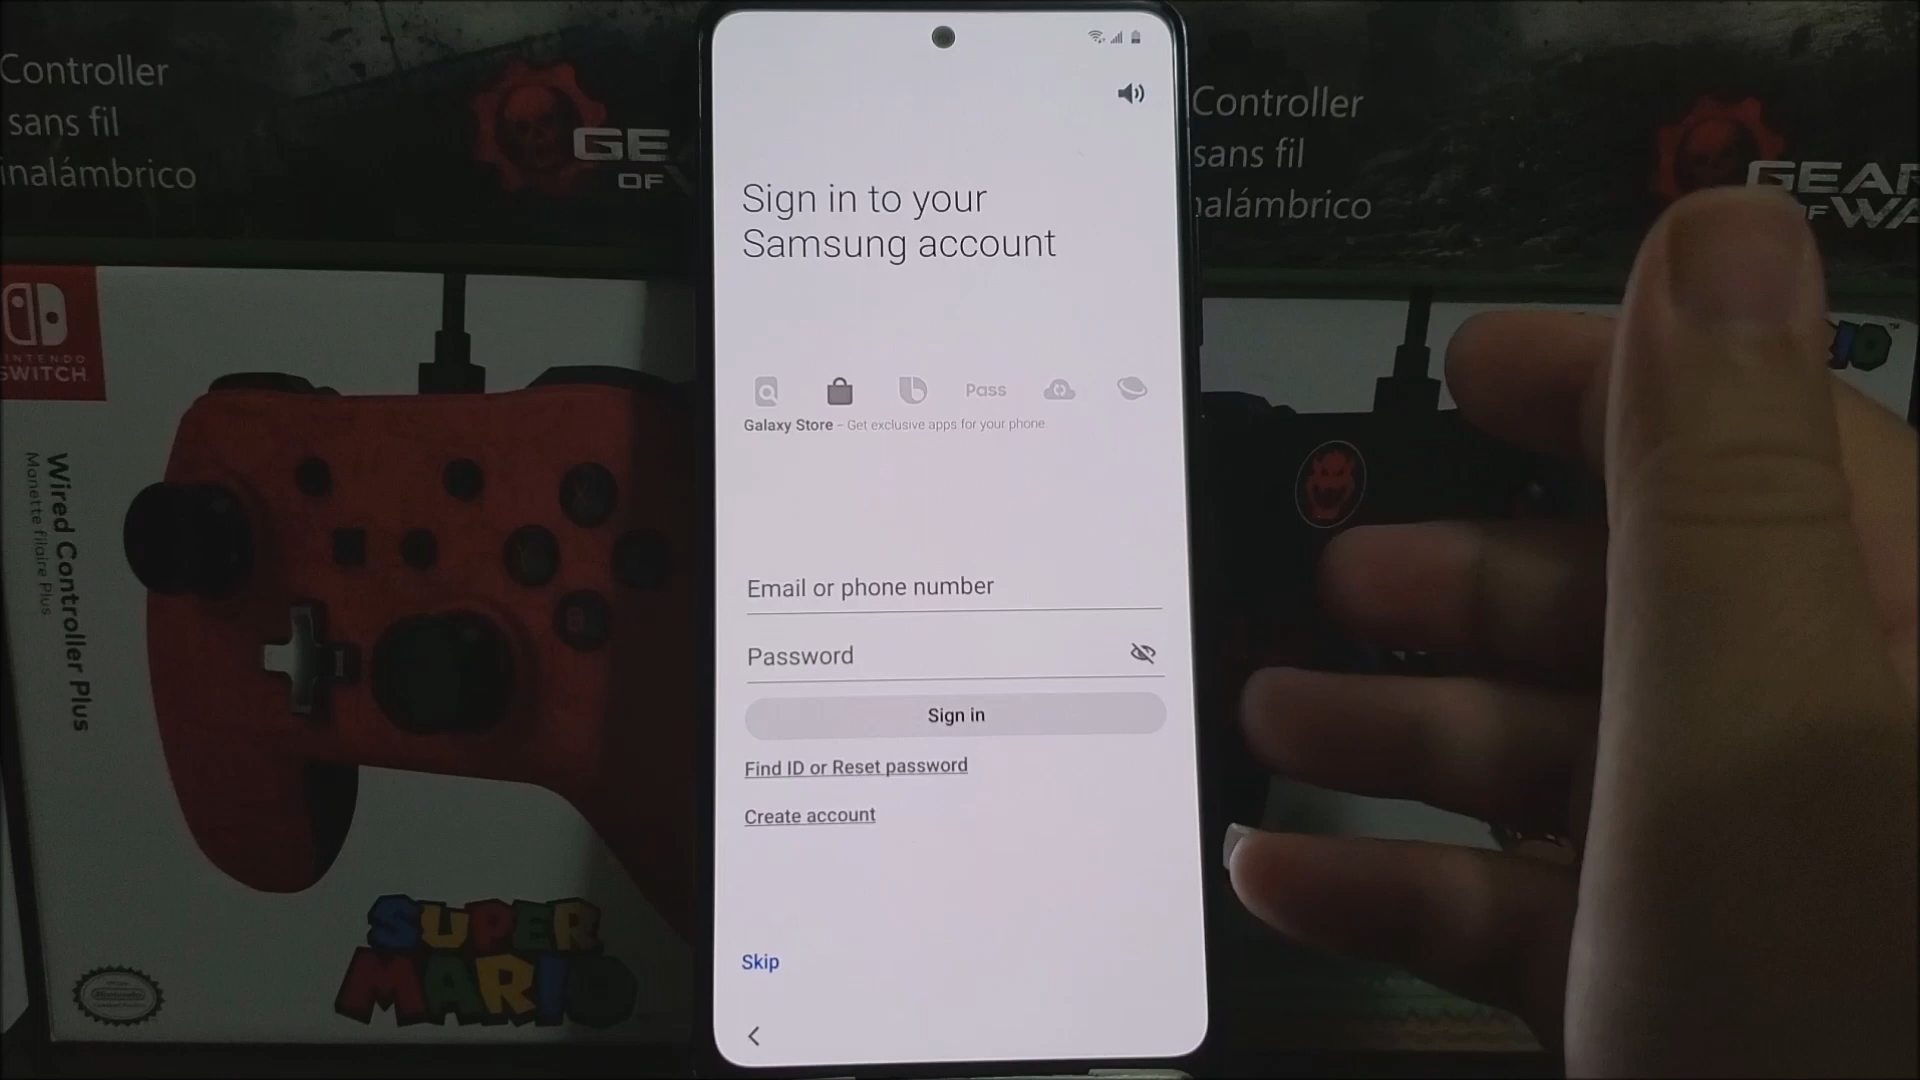 Controller
sans fil
inalámbrico
GE
OF
NINTENDO
SWITCH
Wired Controller Plus
Manette filaire Plus
SUPER
MARIO
Sign in to your
Samsung account
Pass
Galaxy Store – Get exclusive apps for your phone.
Email or phone number
Password
Sign in
Find ID or Reset password
Create account
Skip
Controller
sans fil
inalámbrico
GEAR
OF WA
IO™